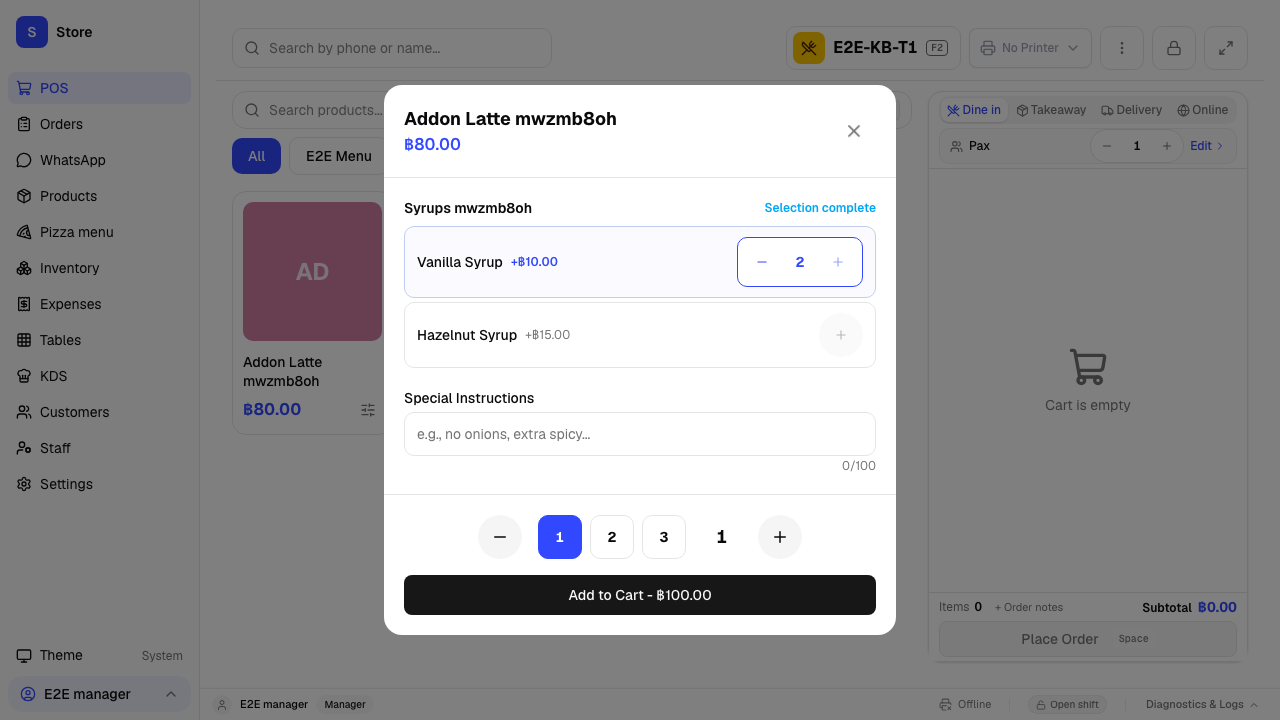 S Store
POS
Orders
WhatsApp
Products
Pizza menu
Inventory
Expenses
Tables
KDS
Customers
Staff
Settings
Theme System
E2E manager
Search by phone or name...
E2E-KB-T1 F2
No Printer
Search products...
All
E2E Menu
AD
Addon Latte
mwzmb8oh
฿80.00
Addon Latte mwzmb8oh
฿80.00
Syrups mwzmb8oh Selection complete
Vanilla Syrup +฿10.00 − 2 +
Hazelnut Syrup +฿15.00 +
Special Instructions
e.g., no onions, extra spicy...
0/100
− 1 2 3 1 +
Add to Cart - ฿100.00
Dine in Takeaway Delivery Online
Pax − 1 + Edit
Cart is empty
Items 0 + Order notes Subtotal ฿0.00
Place Order Space
E2E manager Manager
Offline Open shift Diagnostics & Logs